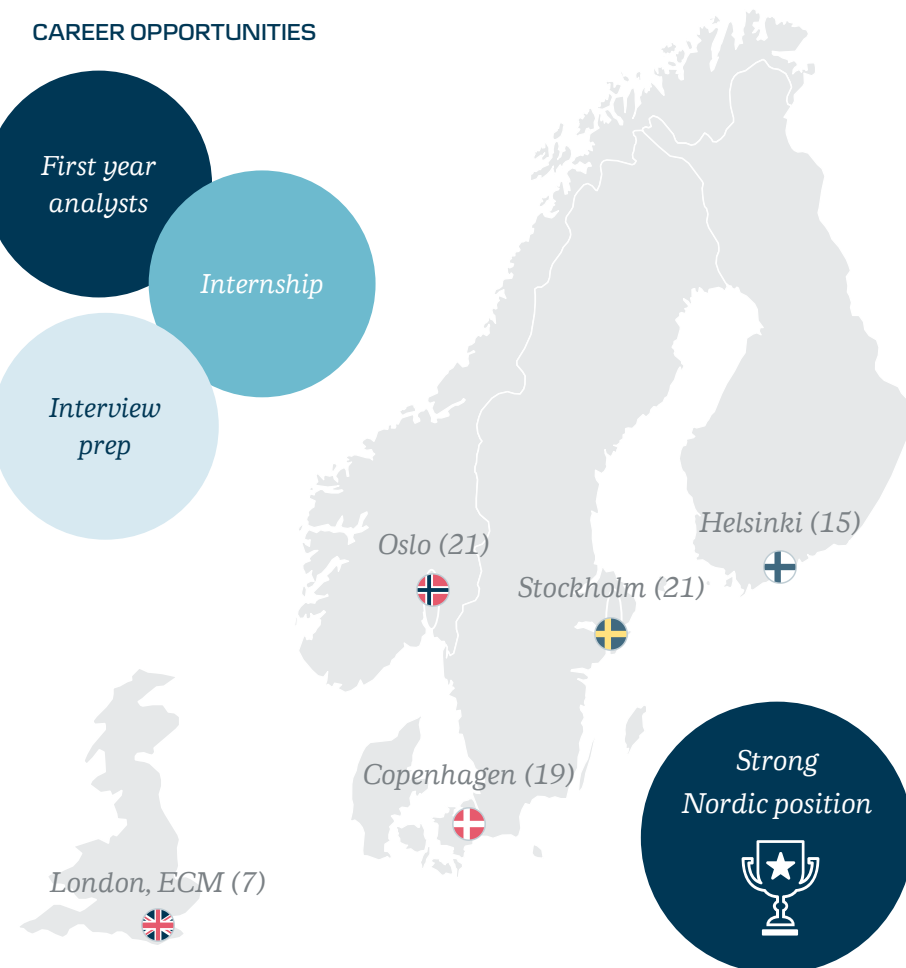 CAREER OPPORTUNITIES
First year
analysts
Internship
Interview
prep
Helsinki (15)
Oslo (21)
Stockholm (21)
Strong
Nordic position
Copenhagen (19)
London, ECM (7)